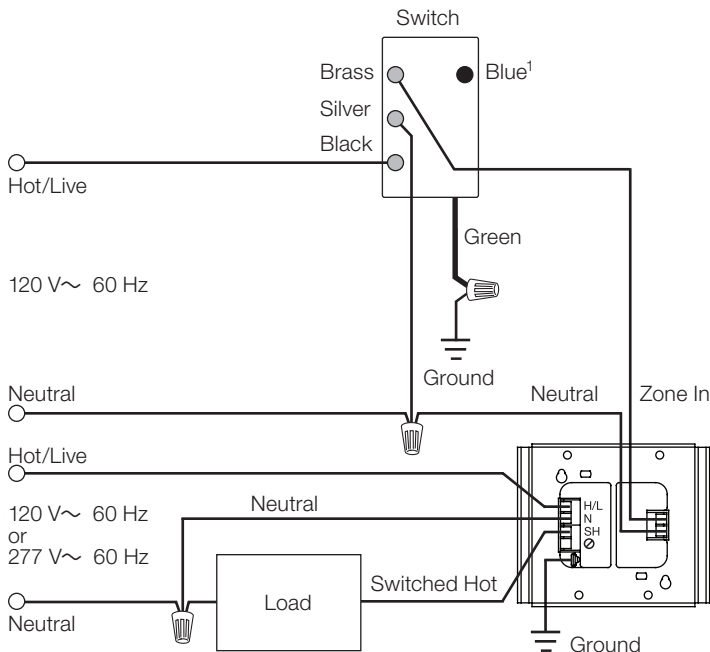 Switch
Brass
Blue1
Silver
Black
Hot/Live
Green
120 V~ 60 Hz
Ground
Neutral
Neutral
Zone In
Hot/Live
Neutral
H/L
N
SH
120 V~ 60 Hz
or
277 V~ 60 Hz
Switched Hot
Load
Neutral
Ground